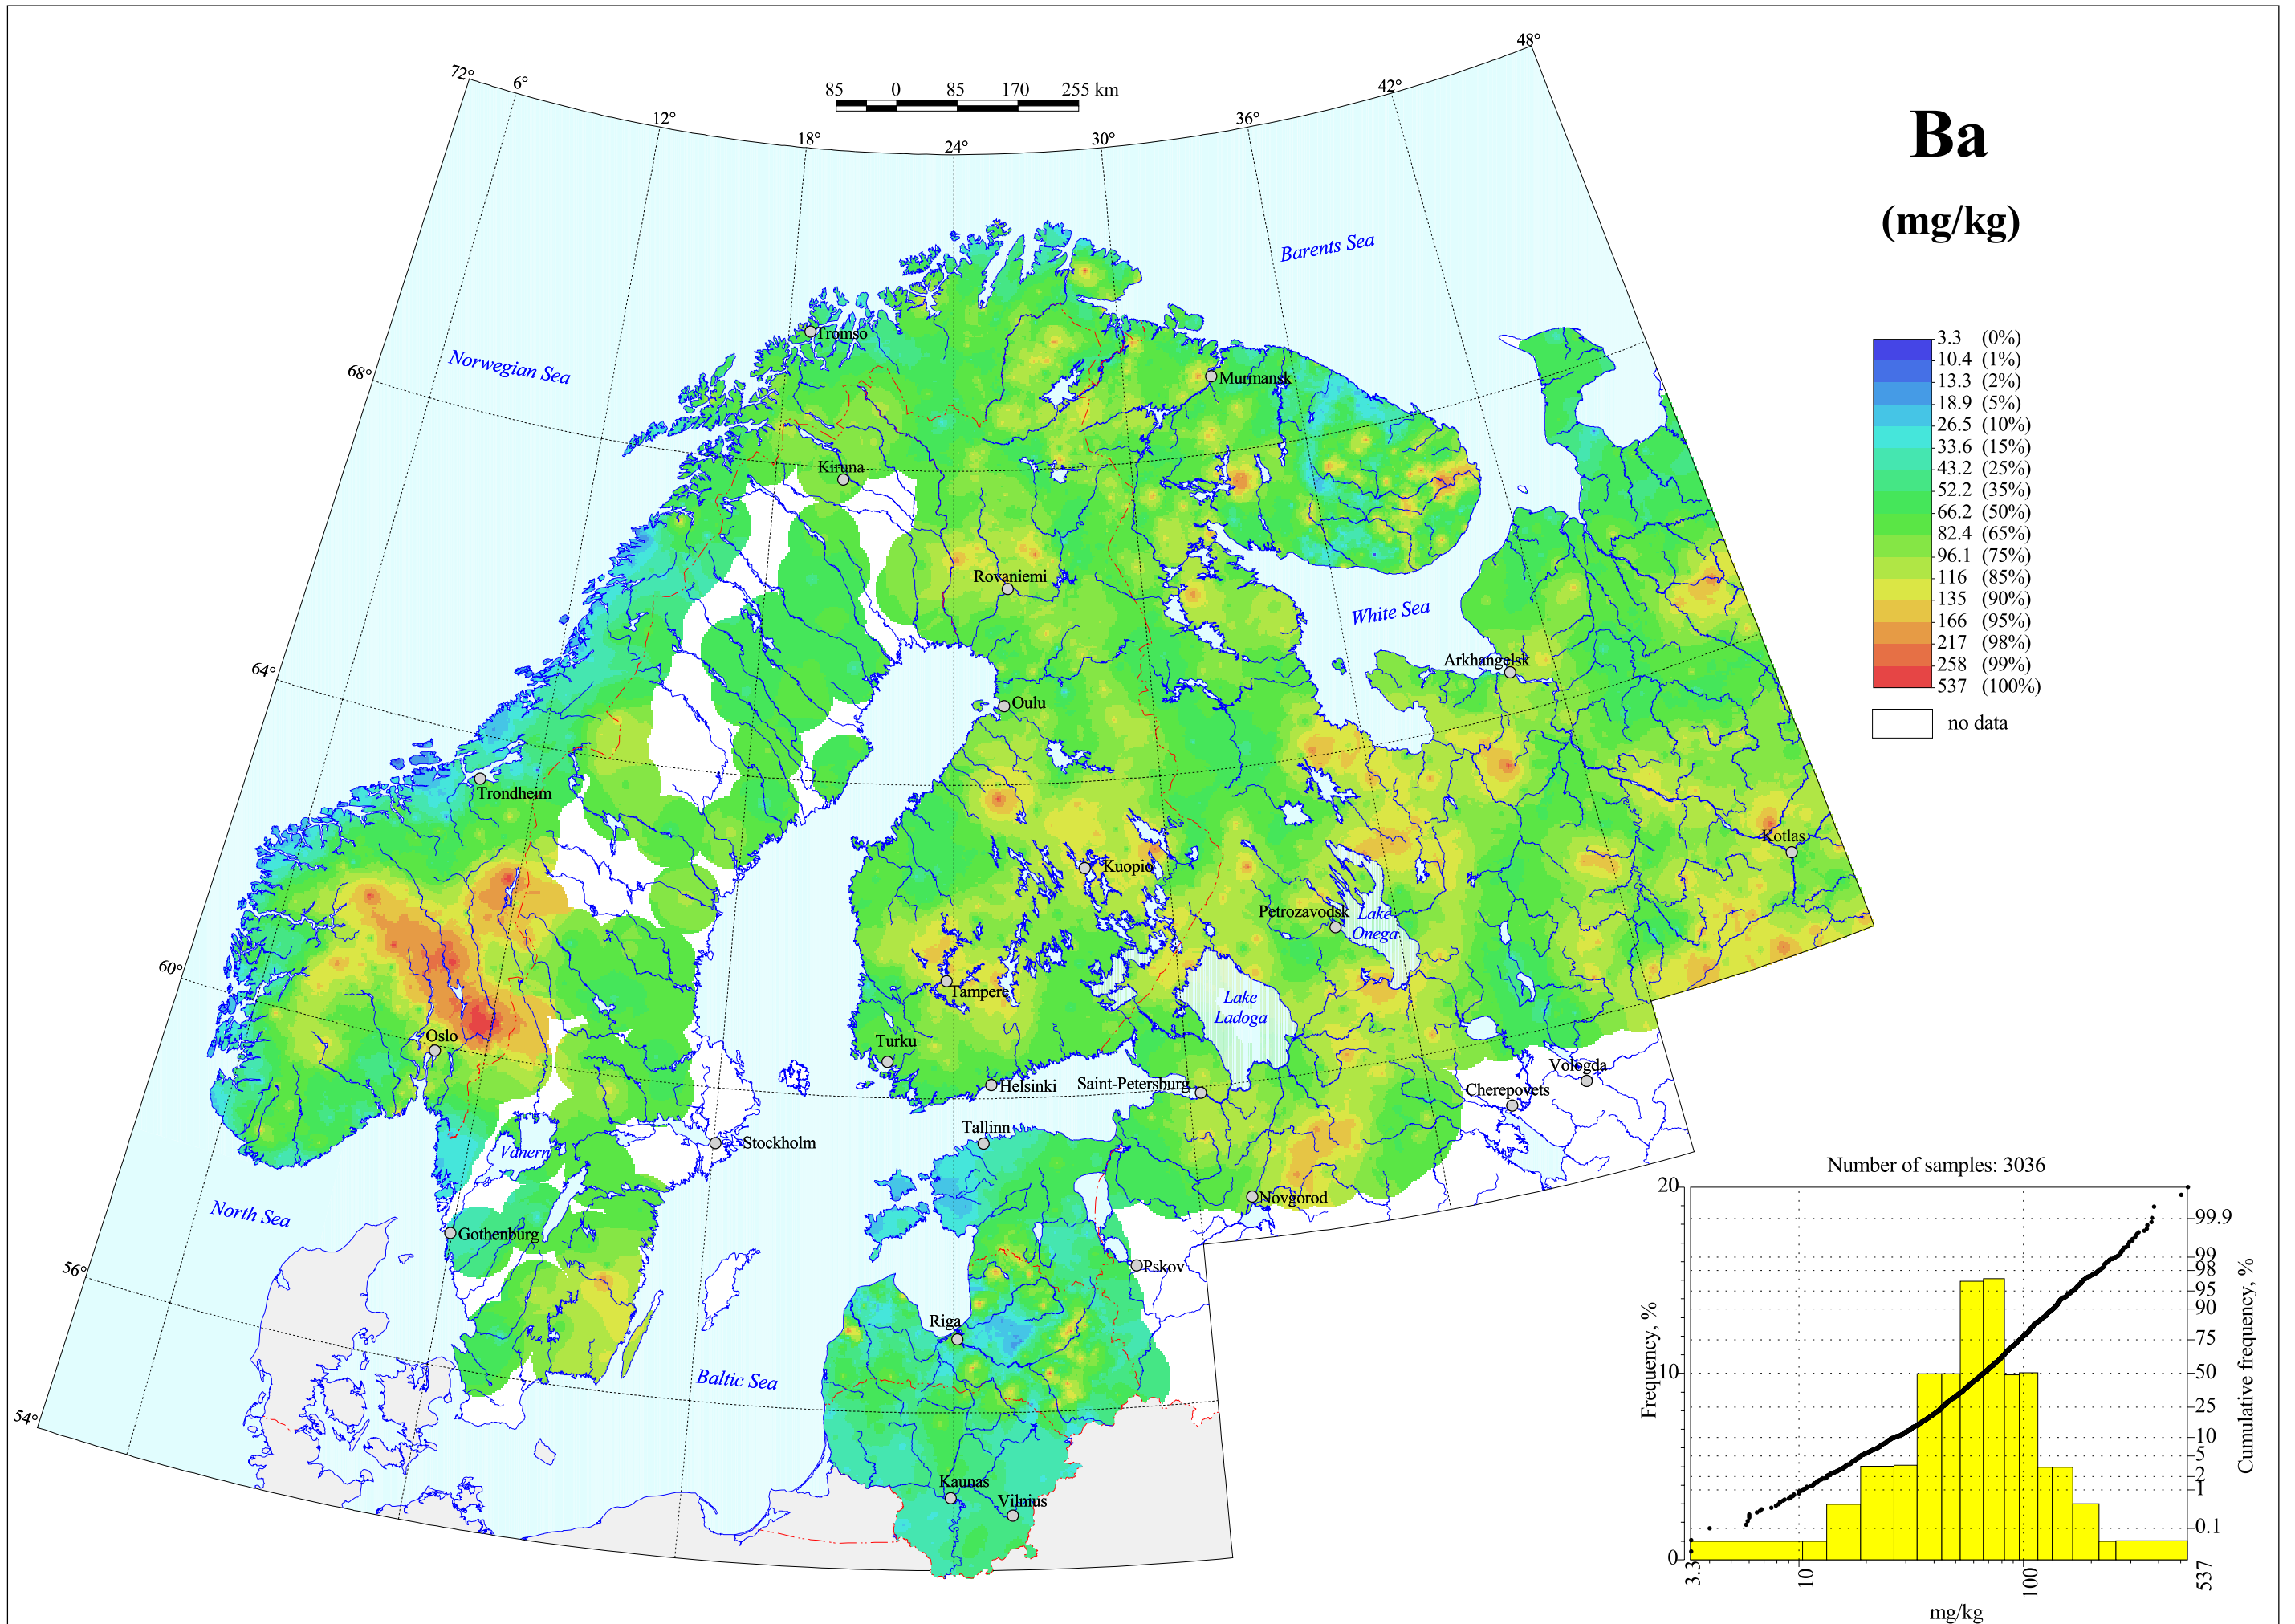 48°
72°
6°
42°
85 0 85 170 255 km
12°
36°
18°
30°
24°
Ba
(mg/kg)
Barents Sea
Tromso
Norwegian Sea
68°
Murmansk
3.3 (0%)
10.4 (1%)
13.3 (2%)
18.9 (5%)
26.5 (10%)
33.6 (15%)
43.2 (25%)
52.2 (35%)
66.2 (50%)
82.4 (65%)
96.1 (75%)
116 (85%)
135 (90%)
166 (95%)
217 (98%)
258 (99%)
537 (100%)
no data
Kiruna
Rovaniemi
White Sea
Arkhangelsk
64°
Oulu
Trondheim
Kotlas
Kuopio
Petrozavodsk
Lake
Onega
60°
Tampere
Lake
Ladoga
Oslo
Turku
Helsinki
Saint-Petersburg
Vologda
Cherepovets
Tallinn
Stockholm
Vanern
Novgorod
North Sea
Gothenburg
Pskov
56°
Riga
Baltic Sea
54°
Kaunas
Vilnius
Number of samples: 3036
20
10
0
Frequency, %
99.9
99
98
95
90
75
50
25
10
5
2
1
0.1
Cumulative frequency, %
3.3
10
100
537
mg/kg